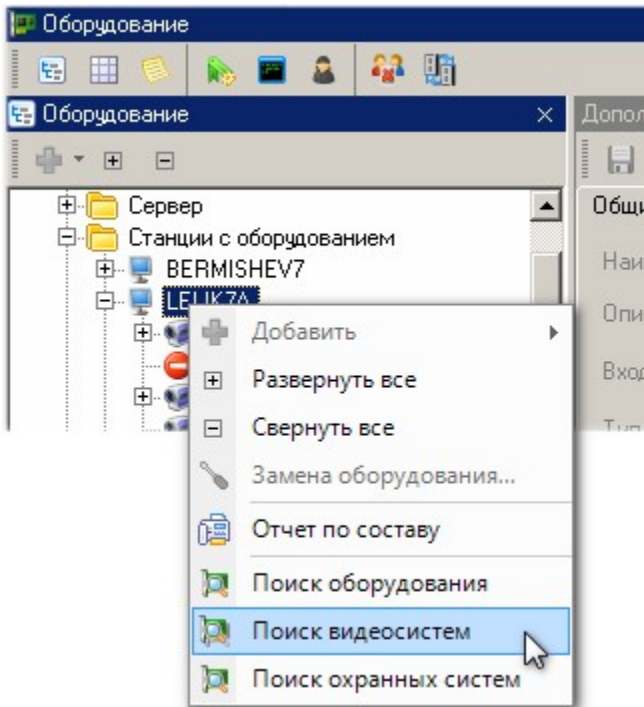 Оборудование
Оборудование
Допол
Сервер
Общи
Станции с оборудованием
BERMISHEV7
Наи
LELIK7A
Опи
Добавить
Вход
Развернуть все
Тип
Свернуть все
Замена оборудования...
Отчет по составу
Поиск оборудования
Поиск видеосистем
Поиск охранных систем